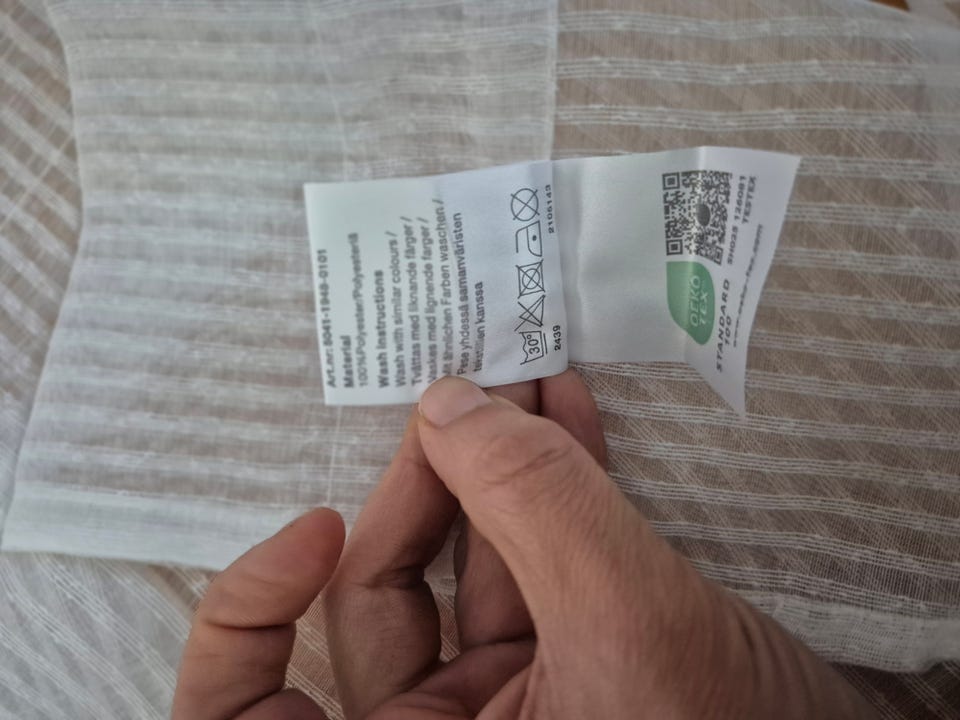 Art.nr: 8041-1948-0101
Material
100%Polyester/Polyesteriä
Wash instructions
Wash with similar colours /
Tvättas med liknande färger /
Vaskes med lignende farger /
Mit ähnlichen Farben waschen /
Pese yhdessä samanväristen
tekstiilien kanssa
30°
2439
2105143
OEKO
TEX
STANDARD
100
SH025 126081
TESTEX
www.oeko-tex.com